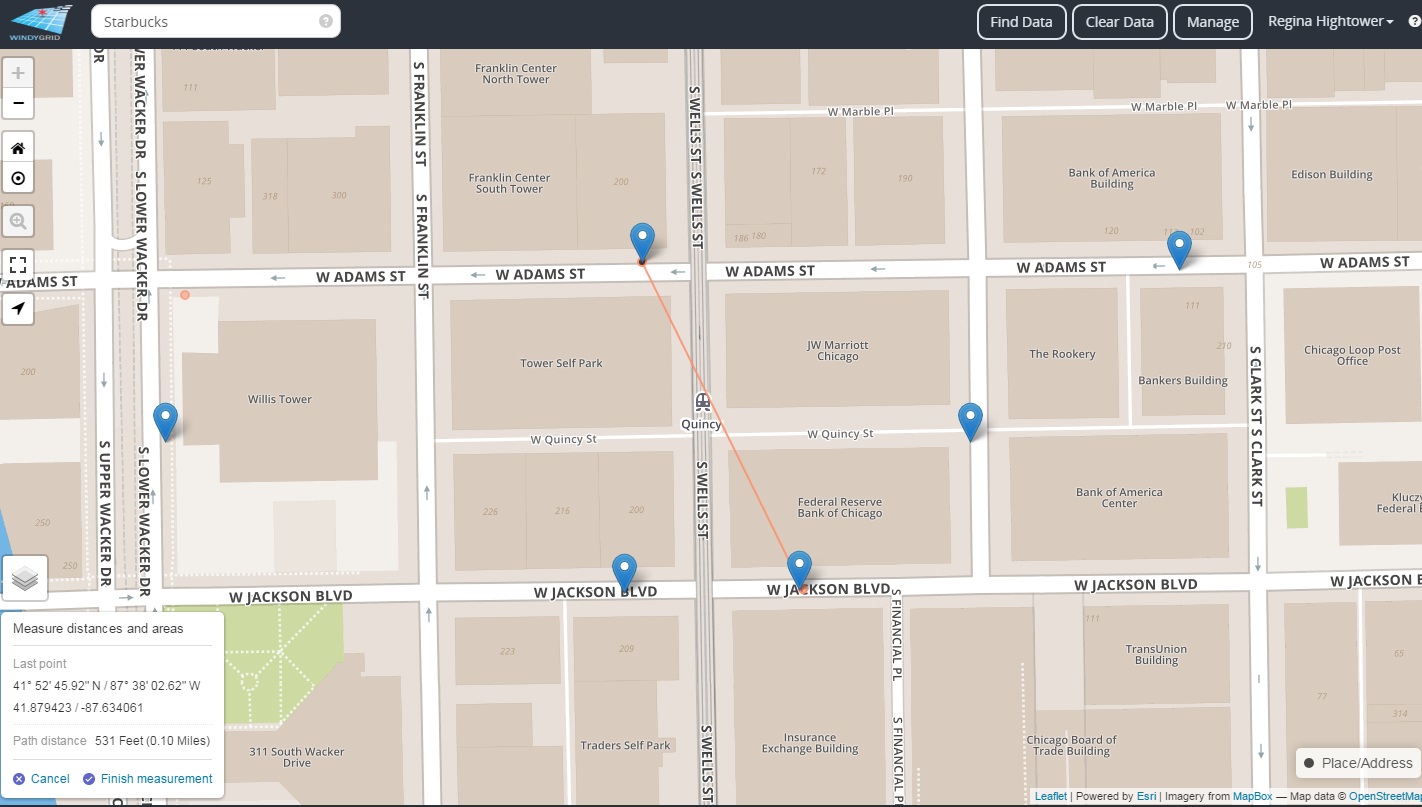 WINDYGRID
Starbucks
?
Find Data
Clear Data
Manage
Regina Hightower
?
+
−
S FRANKLIN ST
S FRANKLIN ST
S WELLS ST
S WELLS ST
S LOWER WACKER DR
Franklin Center
North Tower
W Marble Pl
W Marble Pl
W Marble Pl
111
125
318
300
Franklin Center
South Tower
200
172
190
186
180
Bank of America
Building
120
102
Edison Building
W ADAMS ST
W ADAMS ST
W ADAMS ST
W ADAMS ST
105
W ADAMS ST
ADAMS ST
200
Willis Tower
Tower Self Park
JW Marriott
Chicago
The Rookery
111
210
Bankers Building
Chicago Loop Post
Office
Quincy
W Quincy St
W Quincy St
S CLARK ST
S CLARK ST
S UPPER WACKER DR
S LOWER WACKER DR
S WELLS ST
250
250
226
216
200
Federal Reserve
Bank of Chicago
Bank of America
Center
W JACKSON BLVD
W JACKSON BLVD
W JACKSON BLVD
W JACKSON BLVD
W JACKSON B
S FINANCIAL PL
223
209
111
TransUnion
Building
65
77
314
311 South Wacker
Drive
Traders Self Park
S WELLS ST
Insurance
Exchange Building
Chicago Board of
Trade Building
Measure distances and areas
Last point
41° 52' 45.92" N / 87° 38' 02.62" W
41.879423 / -87.634061
Path distance 531 Feet (0.10 Miles)
Cancel
Finish measurement
Place/Address
Leaflet | Powered by Esri | Imagery from MapBox — Map data © OpenStreetMa